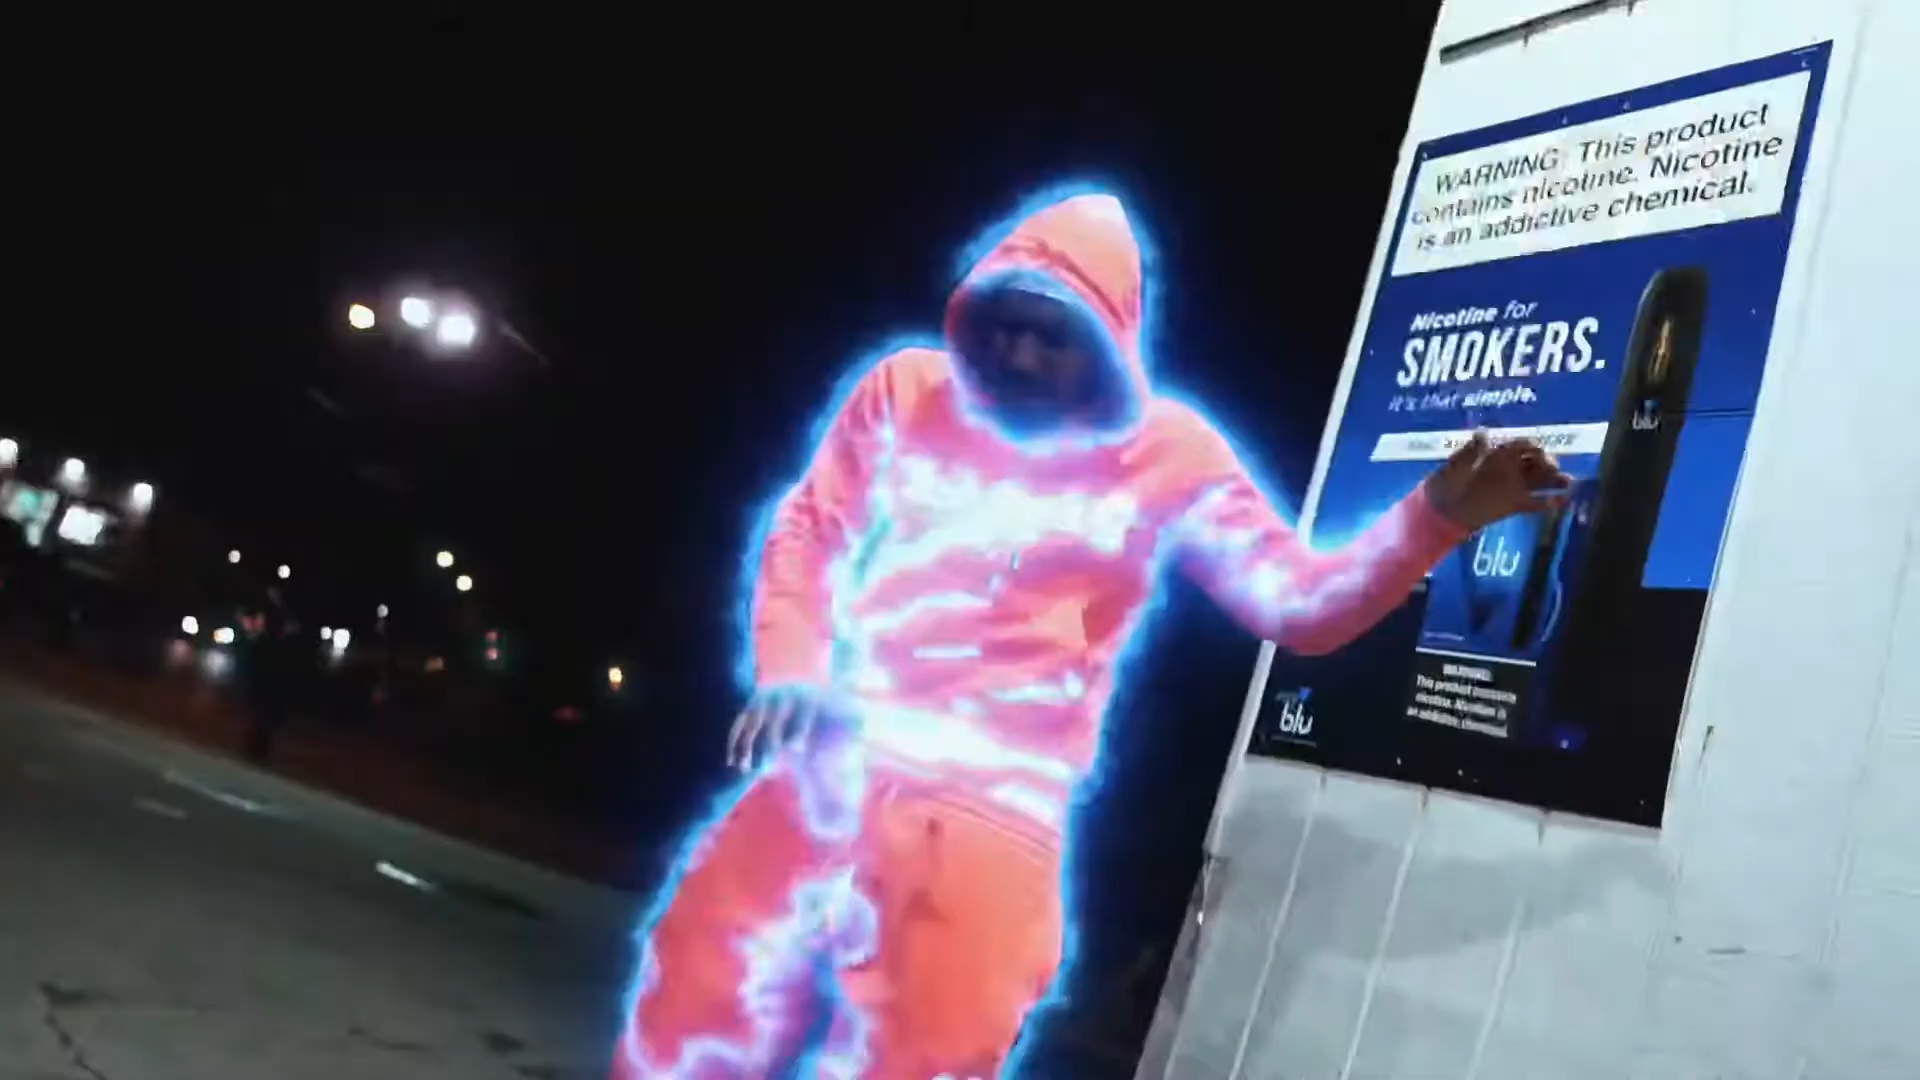 WARNING: This product
contains nicotine. Nicotine
is an addictive chemical.
Nicotine for
SMOKERS.
It's that simple.
blu
blu
WARNING:
This product contains
nicotine. Nicotine is
an addictive chemical.
blu